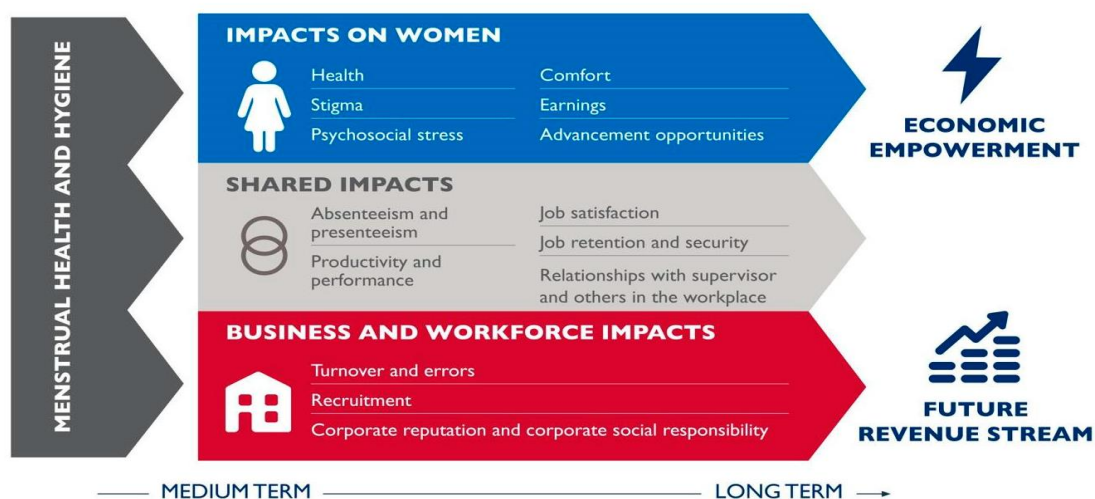 MENSTRUAL HEALTH AND HYGIENE
IMPACTS ON WOMEN
Health
Stigma
Psychosocial stress
Comfort
Earnings
Advancement opportunities
SHARED IMPACTS
Absenteeism and
presenteeism
Productivity and
performance
Job satisfaction
Job retention and security
Relationships with supervisor
and others in the workplace
BUSINESS AND WORKFORCE IMPACTS
Turnover and errors
Recruitment
Corporate reputation and corporate social responsibility
ECONOMIC
EMPOWERMENT
FUTURE
REVENUE STREAM
MEDIUM TERM
LONG TERM